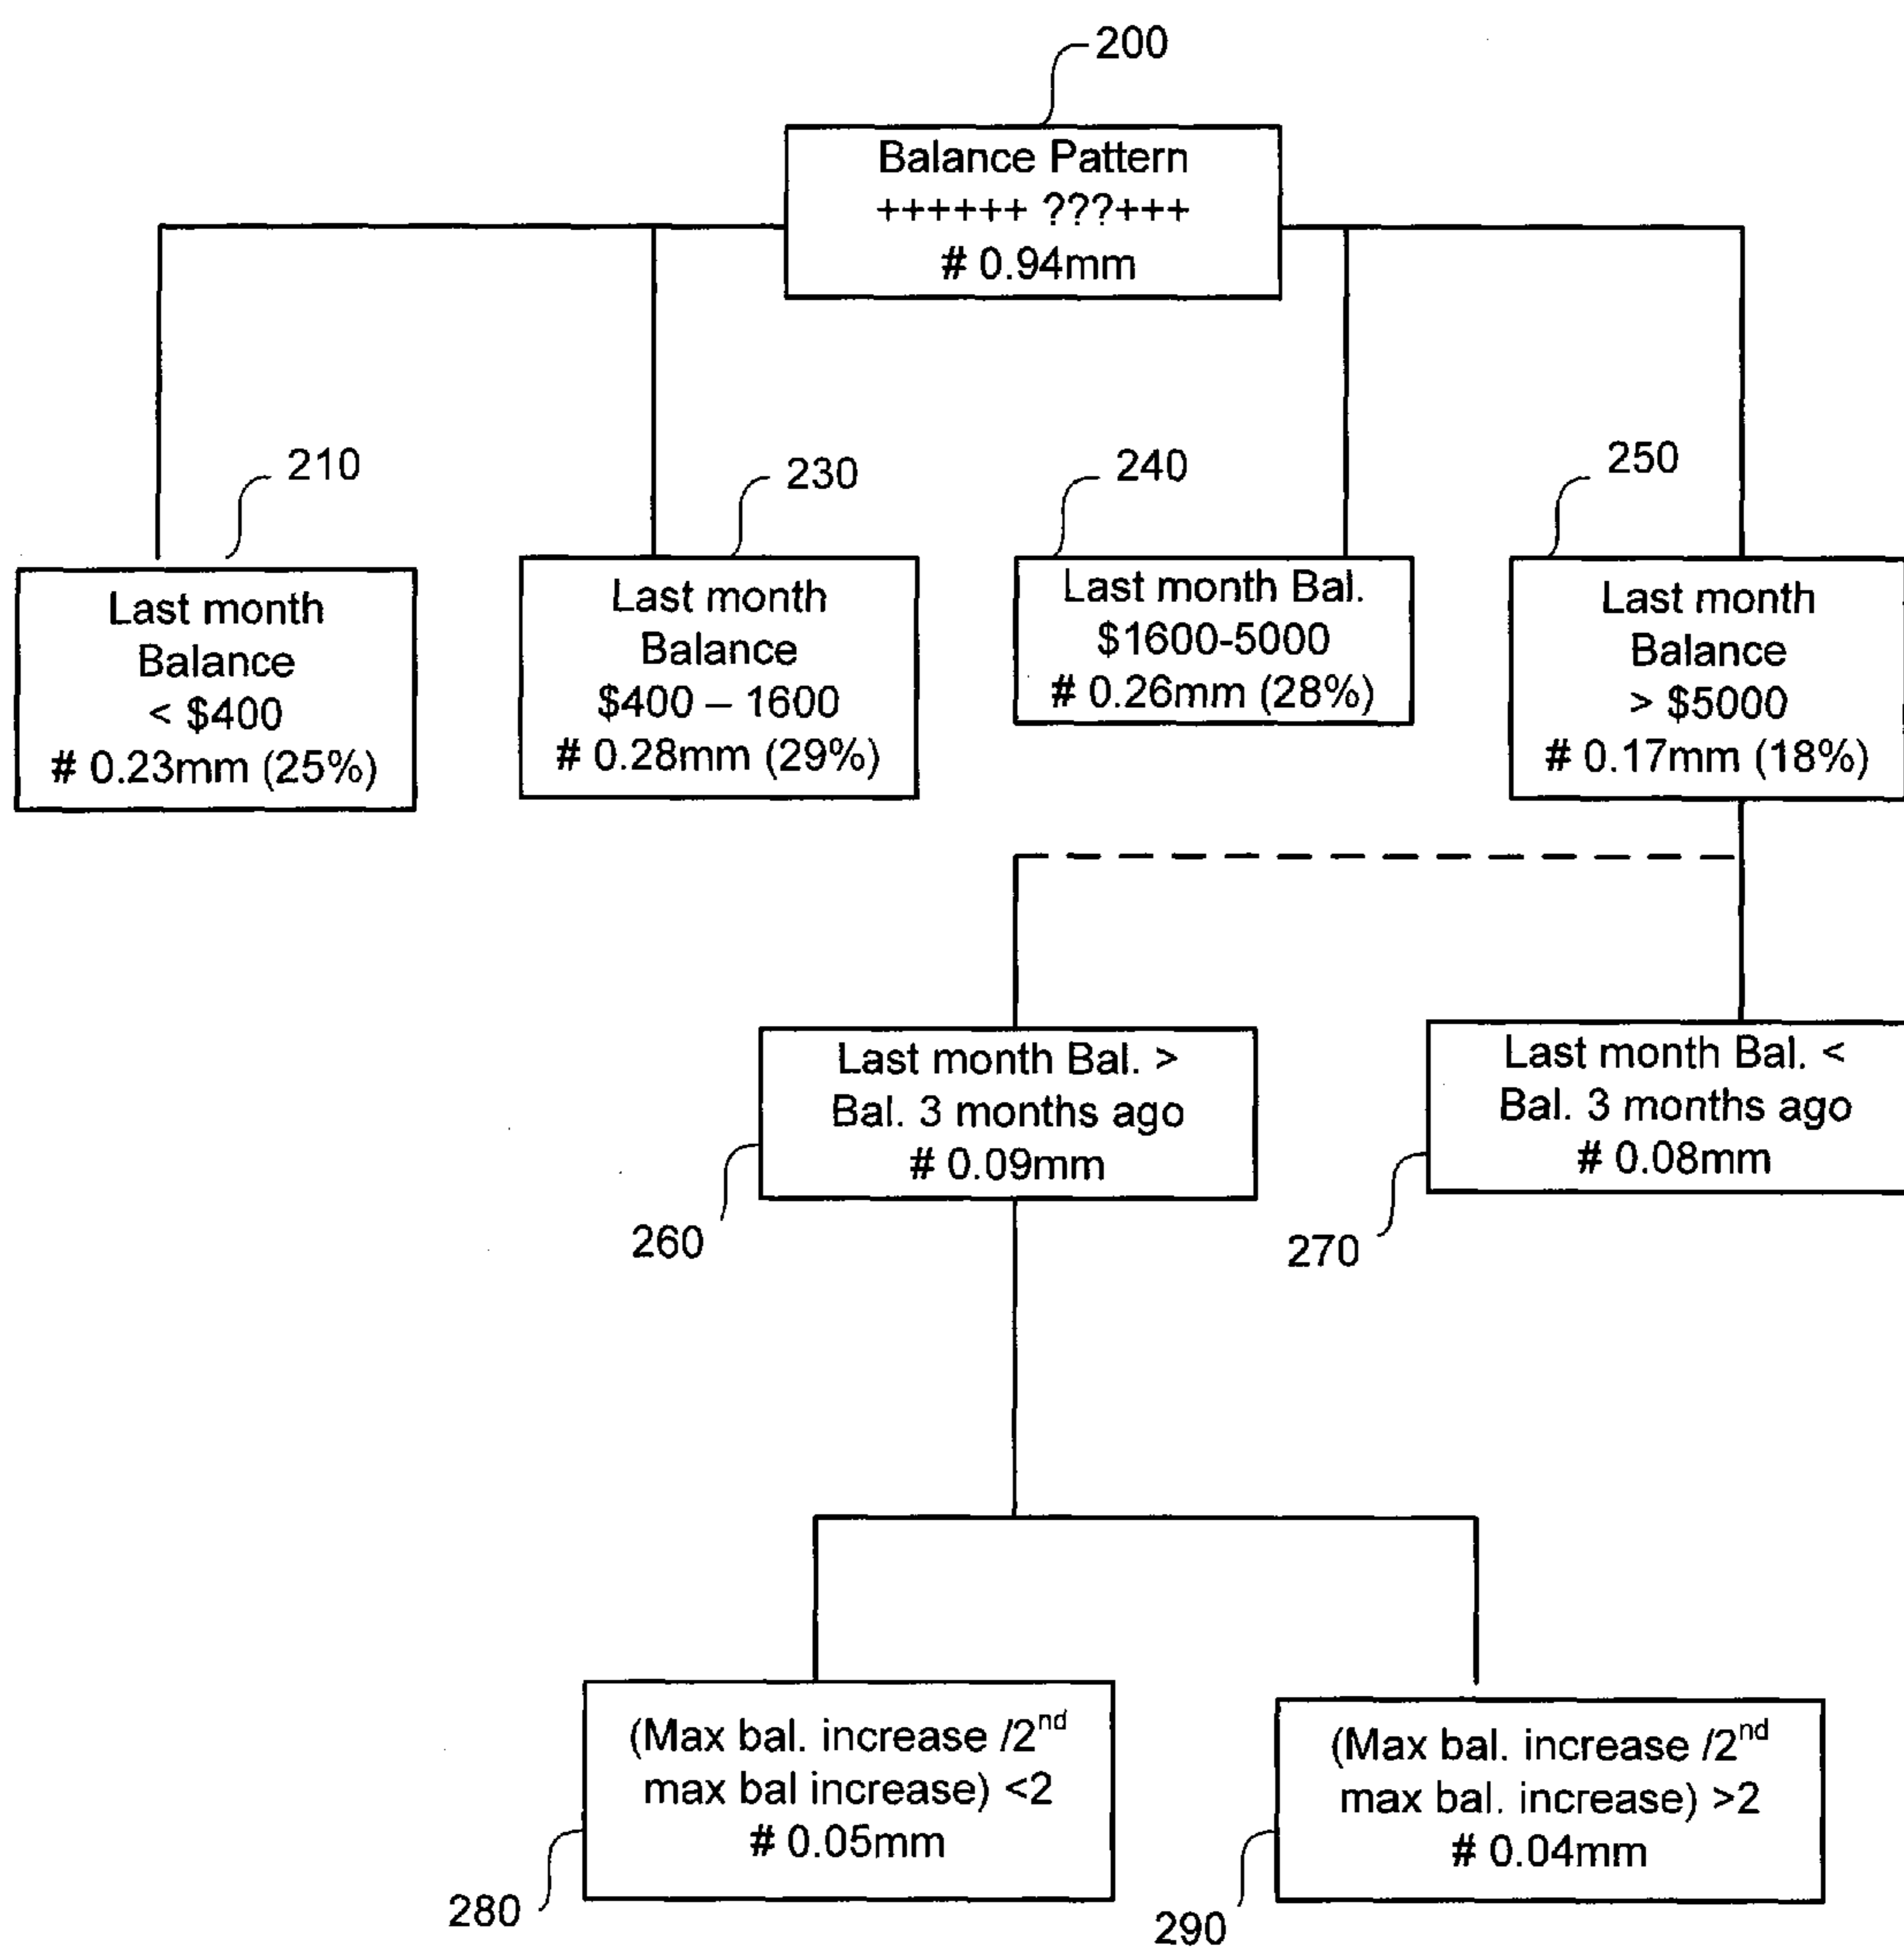 200
Balance Pattern
++++++ ???+++
# 0.94mm
210
230
240
250
Last month
Balance
< $400
# 0.23mm (25%)
Last month
Balance
$400 – 1600
# 0.28mm (29%)
Last month Bal.
$1600-5000
# 0.26mm (28%)
Last month
Balance
> $5000
# 0.17mm (18%)
Last month Bal. >
Bal. 3 months ago
# 0.09mm
260
Last month Bal. <
Bal. 3 months ago
# 0.08mm
270
(Max bal. increase /2nd
max bal increase) <2
# 0.05mm
280
(Max bal. increase /2nd
max bal. increase) >2
# 0.04mm
290